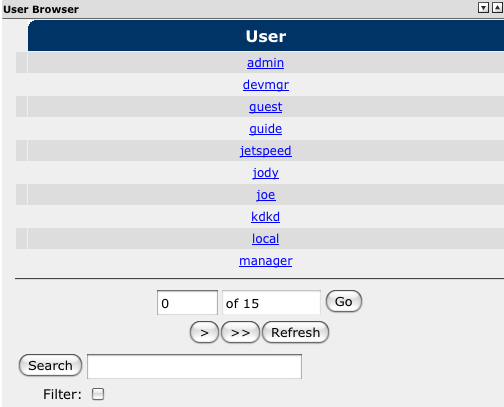 User Browser
User
admin
devmgr
guest
guide
jetspeed
jody
joe
kdkd
local
manager
0 of 15 Go
> >> Refresh
Search
Filter: